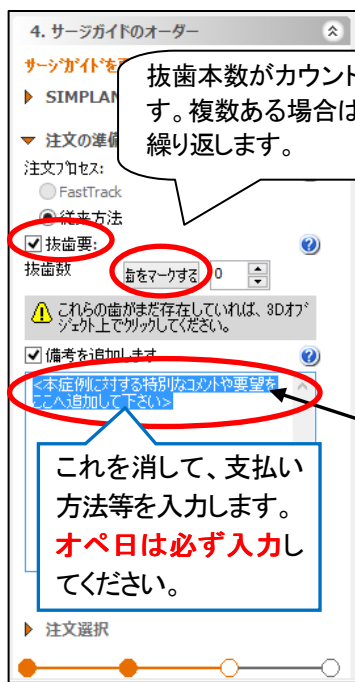 4. サージガイドのオーダー
サージガイドを
抜歯本数がカウント
す。複数ある場合は
繰り返します。
SIMPLAN
注文の準備
注文プロセス:
FastTrack
従来方法
抜歯要:
抜歯数
歯をマークする
0
これらの歯がまだ存在していれば、3Dオブ
ジェクト上でクリックしてください。
備考を追加します
<本症例に対する特別なコメントや要望を
ここへ追加して下さい>
これを消して、支払い
方法等を入力します。
オペ日は必ず入力し
てください。
注文選択